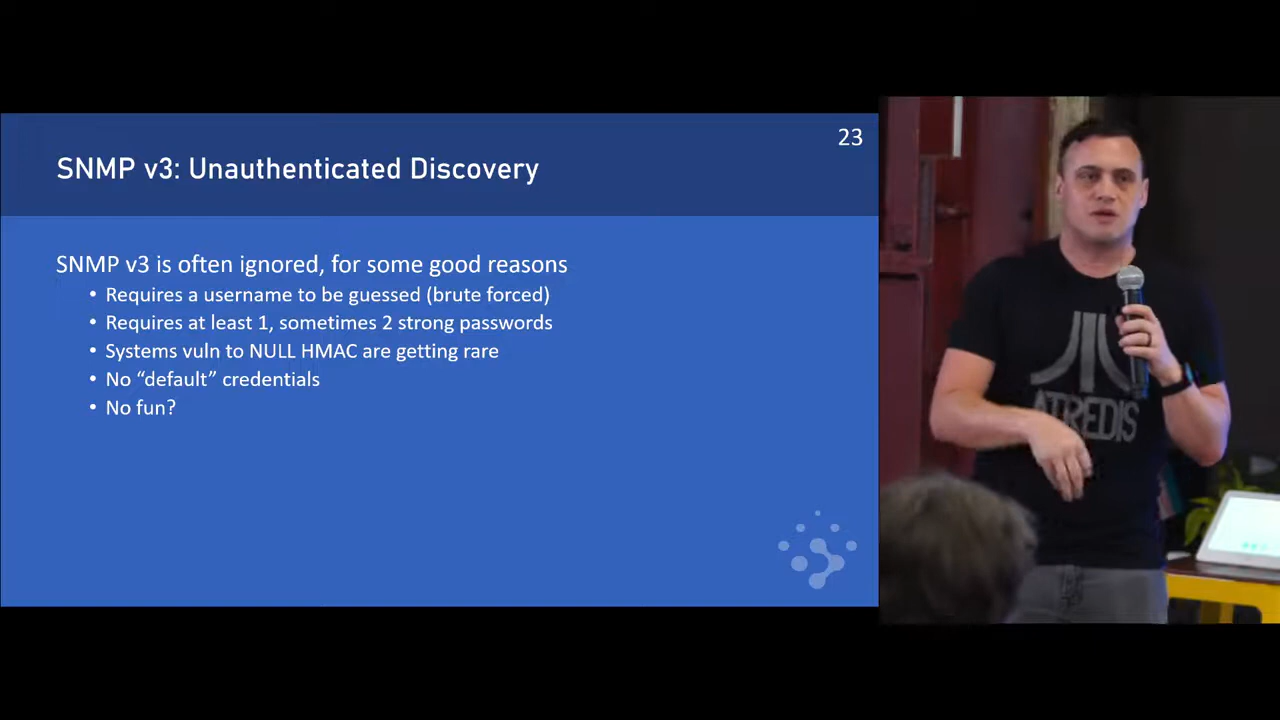 23
SNMP v3: Unauthenticated Discovery
SNMP v3 is often ignored, for some good reasons
• Requires a username to be guessed (brute forced)
• Requires at least 1, sometimes 2 strong passwords
• Systems vuln to NULL HMAC are getting rare
• No “default” credentials
• No fun?
ATREDIS